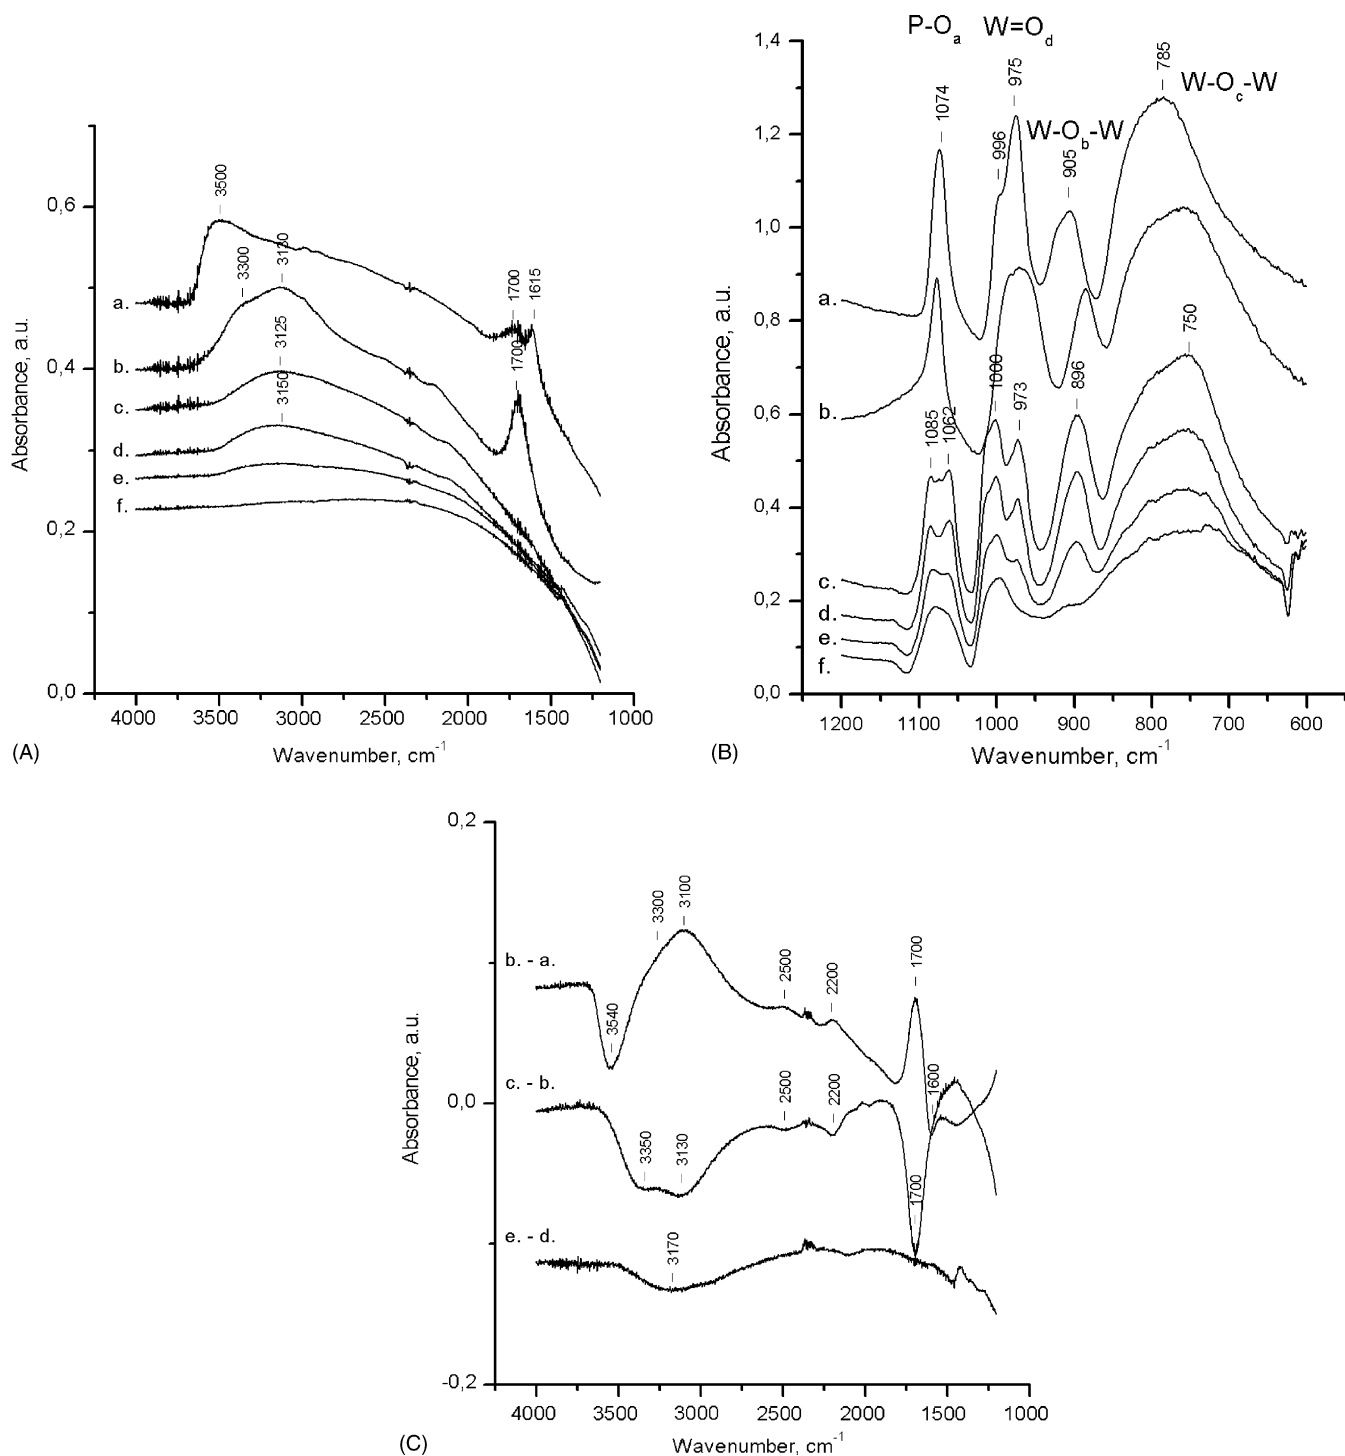 P-Oₐ W=O_d
W-O_b-W
W-O_c-W
1074
996
975
905
785
1085
1062
1000
973
896
750
a.
b.
c.
d.
e.
f.
1,4
1,2
1,0
0,8
0,6
0,4
0,2
0,0
Absorbance, a.u.
1200 1100 1000 900 800 700 600
Wavenumber, cm⁻¹
(B)
3500
3300
3130
3125
3150
1700
1615
1700
a.
b.
c.
d.
e.
f.
0,6
0,4
0,2
0,0
Absorbance, a.u.
4000 3500 3000 2500 2000 1500 1000
Wavenumber, cm⁻¹
(A)
0,2
0,0
-0,2
Absorbance, a.u.
b. - a.
3540
3300
3100
2500
2200
1700
1600
c. - b.
3350
3130
2500
2200
1700
e. - d.
3170
4000 3500 3000 2500 2000 1500 1000
Wavenumber, cm⁻¹
(C)